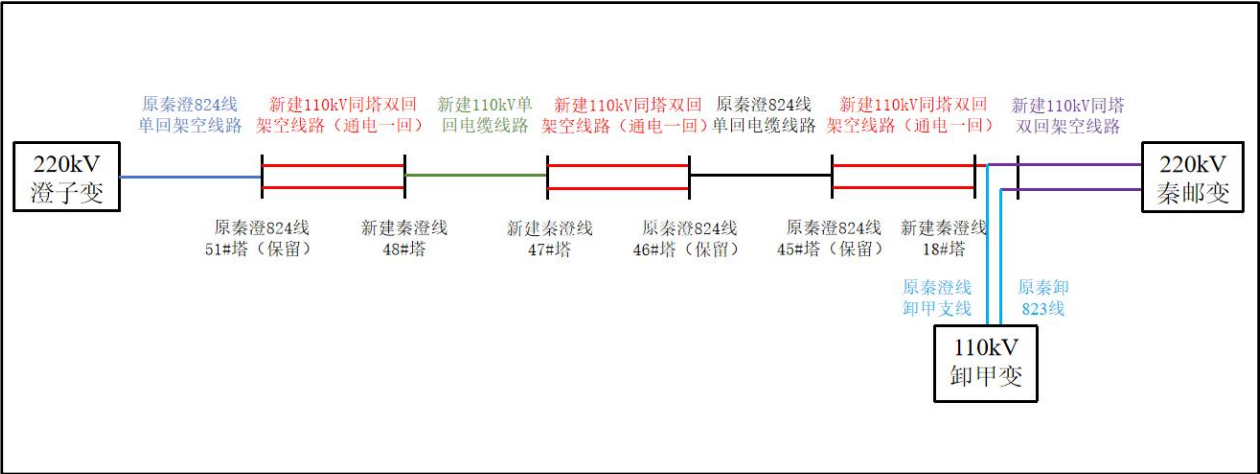 原秦澄824线
单回架空线路
新建110kV同塔双回
架空线路（通电一回）
新建110kV单
回电缆线路
新建110kV同塔双回
架空线路（通电一回）
原秦澄824线
单回电缆线路
新建110kV同塔双回
架空线路（通电一回）
新建110kV同塔
双回架空线路
220kV
澄子变
220kV
秦邮变
原秦澄824线
51#塔（保留）
新建秦澄线
48#塔
新建秦澄线
47#塔
原秦澄824线
46#塔（保留）
原秦澄824线
45#塔（保留）
新建秦澄线
18#塔
原秦澄线
卸甲支线
原秦卸
823线
110kV
卸甲变